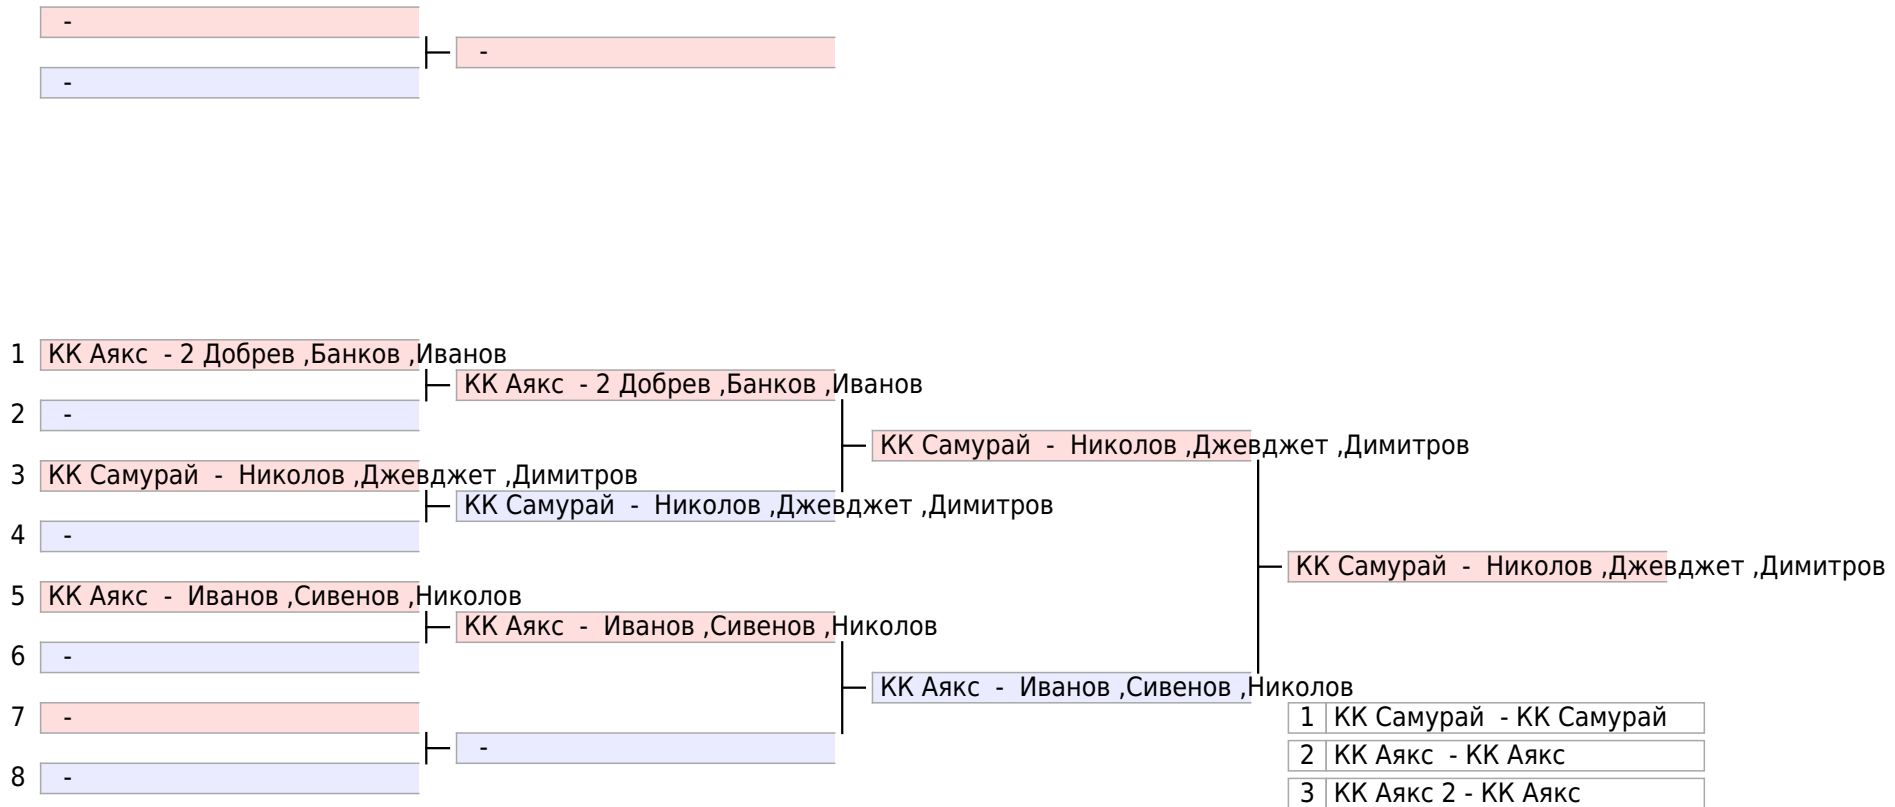 -
-
-
1 КК Аякс - 2 Добрев ,Банков ,Иванов
КК Аякс - 2 Добрев ,Банков ,Иванов
2 -
КК Самурай - Николов ,Джевджет ,Димитров
3 КК Самурай - Николов ,Джевджет ,Димитров
КК Самурай - Николов ,Джевджет ,Димитров
4 -
КК Самурай - Николов ,Джевджет ,Димитров
5 КК Аякс - Иванов ,Сивенов ,Николов
КК Аякс - Иванов ,Сивенов ,Николов
6 -
КК Аякс - Иванов ,Сивенов ,Николов
7 -
-
8 -
1 КК Самурай - КК Самурай
2 КК Аякс - КК Аякс
3 КК Аякс 2 - КК Аякс